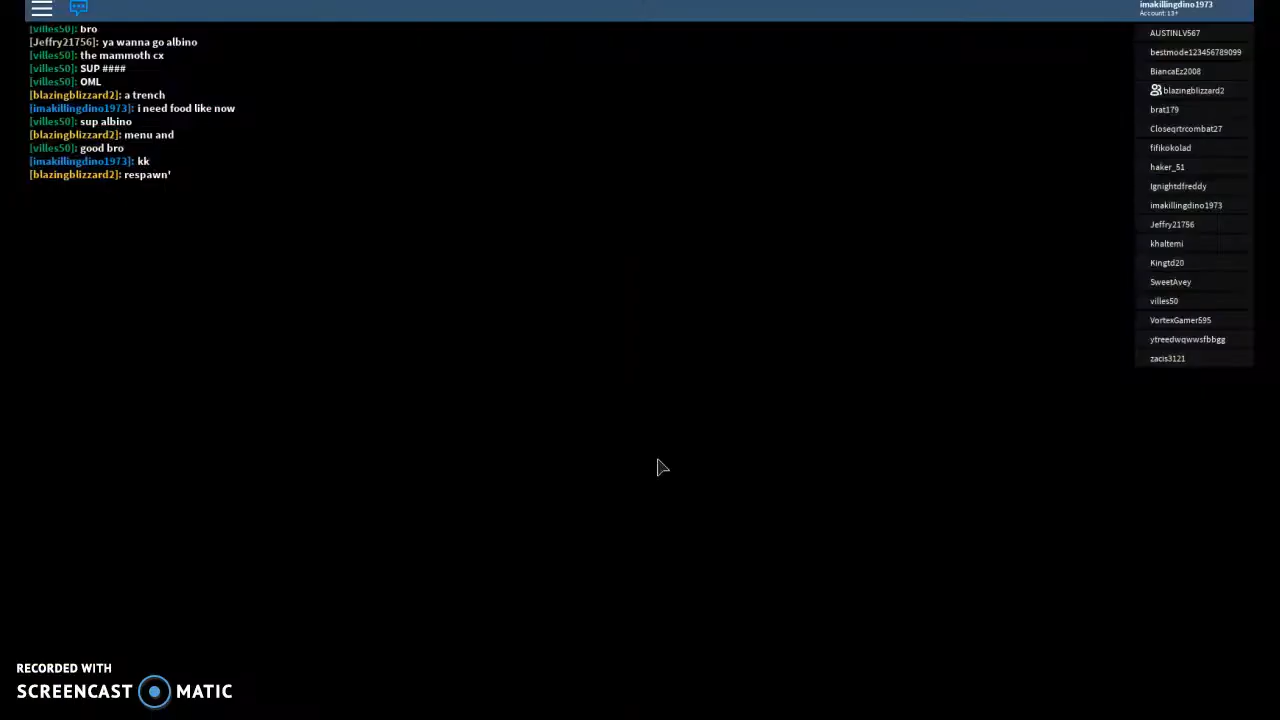 imakillingdino1973
Account: 13+
[villes50]: bro
[Jeffry21756]: ya wanna go albino
[villes50]: the mammoth cx
[villes50]: SUP ####
[villes50]: OML
[blazingblizzard2]: a trench
[imakillingdino1973]: i need food like now
[villes50]: sup albino
[blazingblizzard2]: menu and
[villes50]: good bro
[imakillingdino1973]: kk
[blazingblizzard2]: respawn'
AUSTINLV567
bestmode123456789099
BiancaEz2008
blazingblizzard2
brat179
Closeqrtrcombat27
fifikokolad
haker_51
Ignightdfreddy
imakillingdino1973
Jeffry21756
khaltemi
Kingtd20
SweetAvey
villes50
VortexGamer595
ytreedwqwwsfbbgg
zacis3121
RECORDED WITH
SCREENCAST MATIC